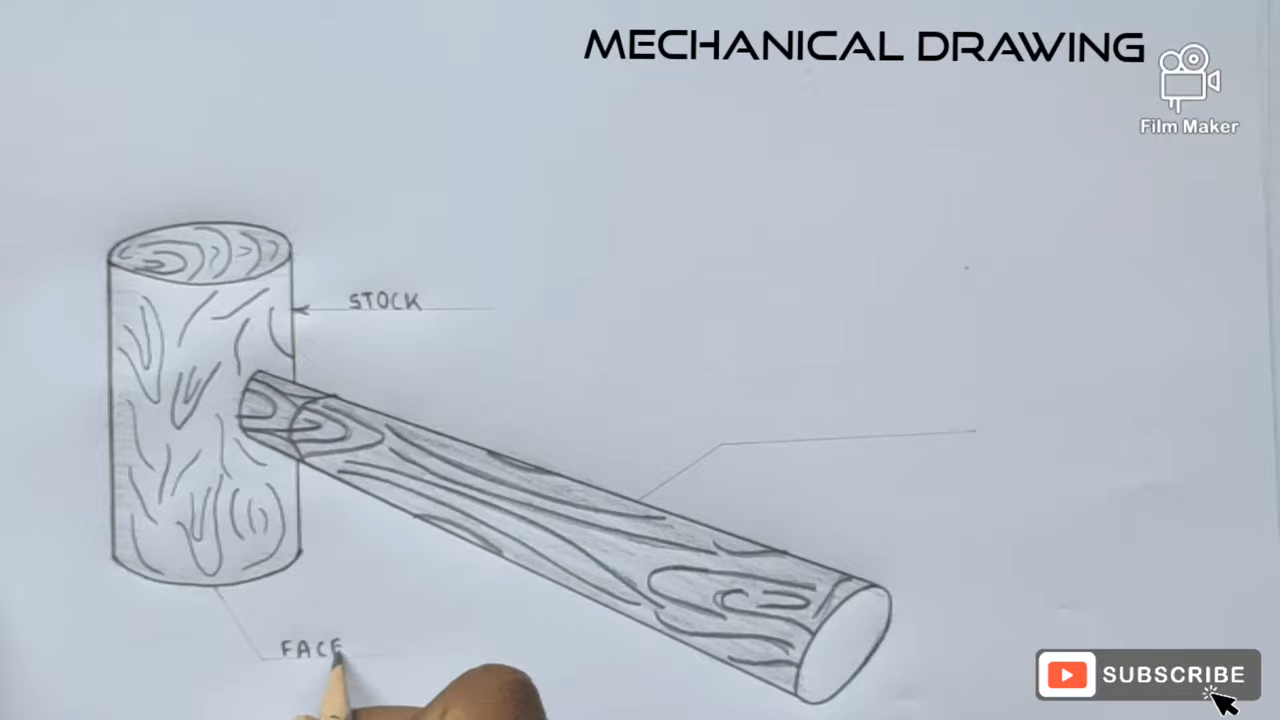 MECHANICAL DRAWING
Film Maker
STOCK
FACE
SUBSCRIBE